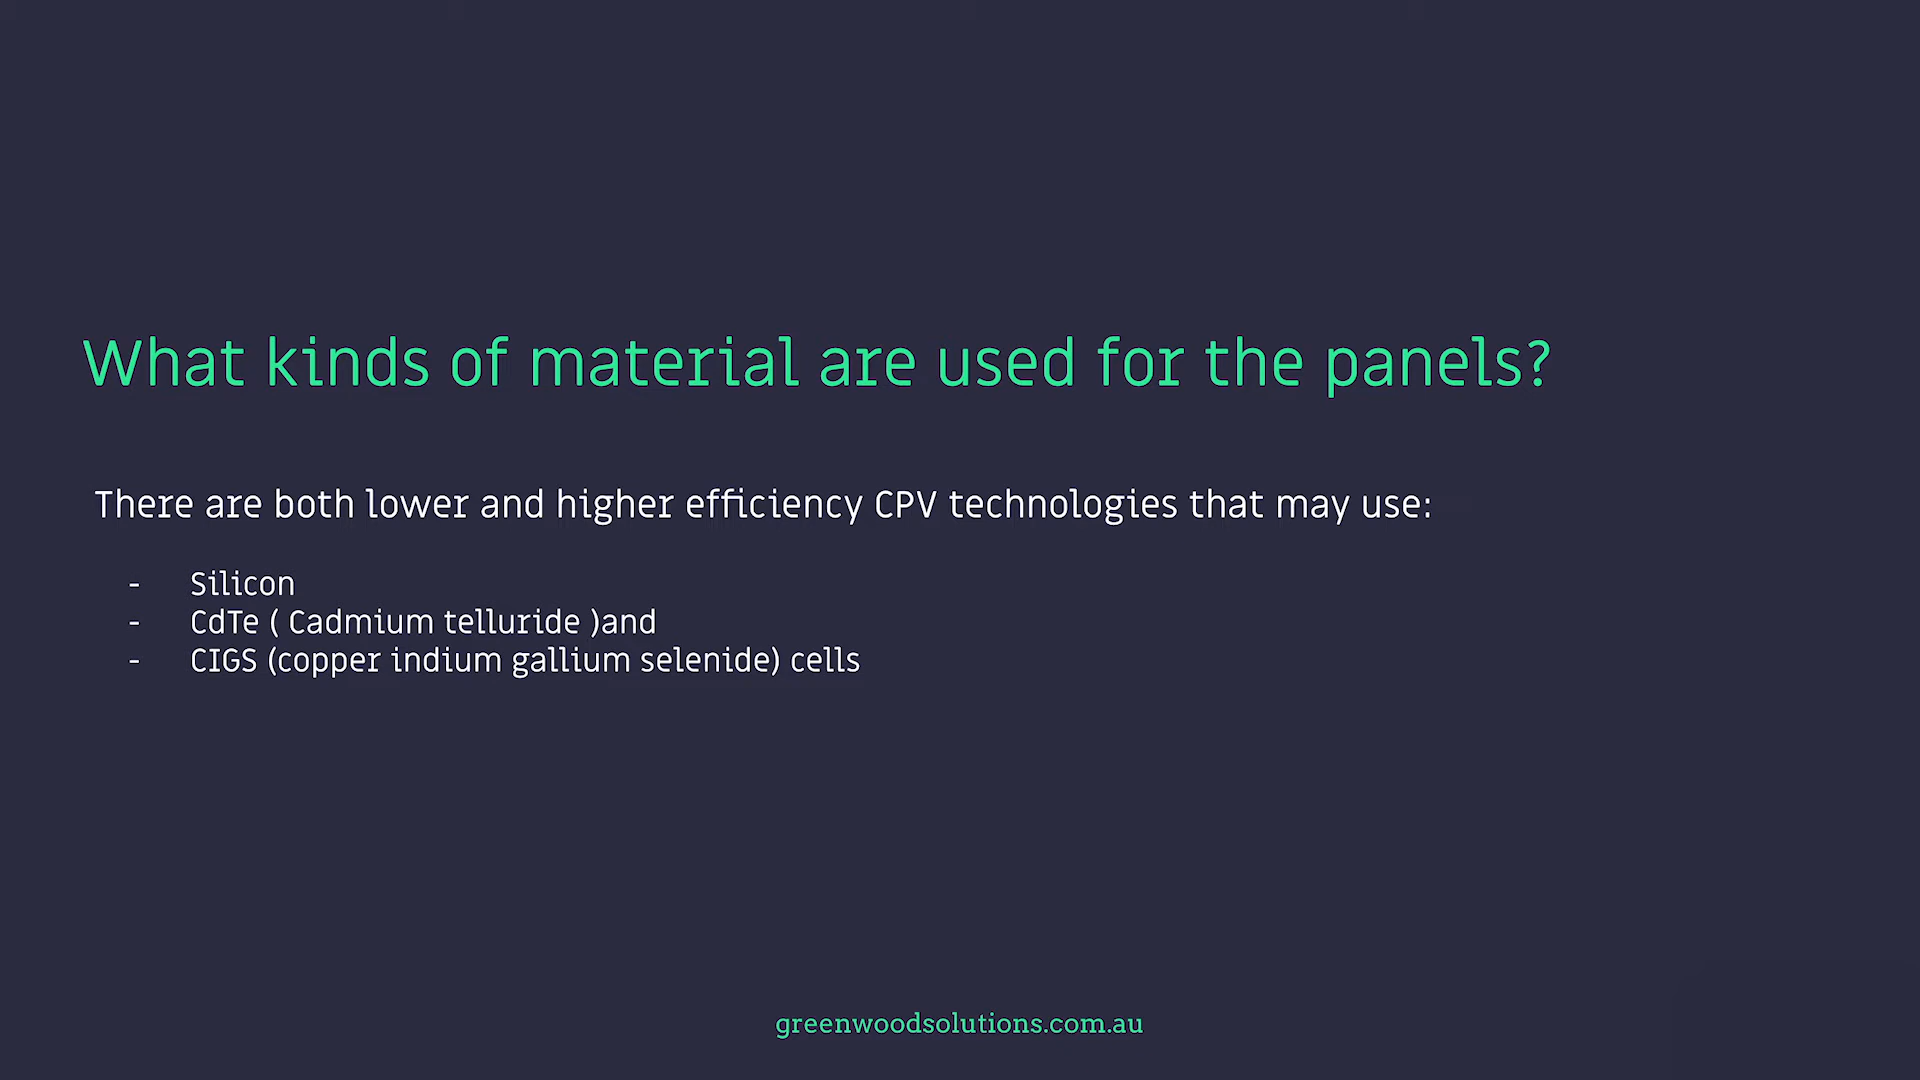 What kinds of material are used for the panels?
There are both lower and higher efficiency CPV technologies that may use:
- Silicon
- CdTe ( Cadmium telluride )and
- CIGS (copper indium gallium selenide) cells
greenwoodsolutions.com.au